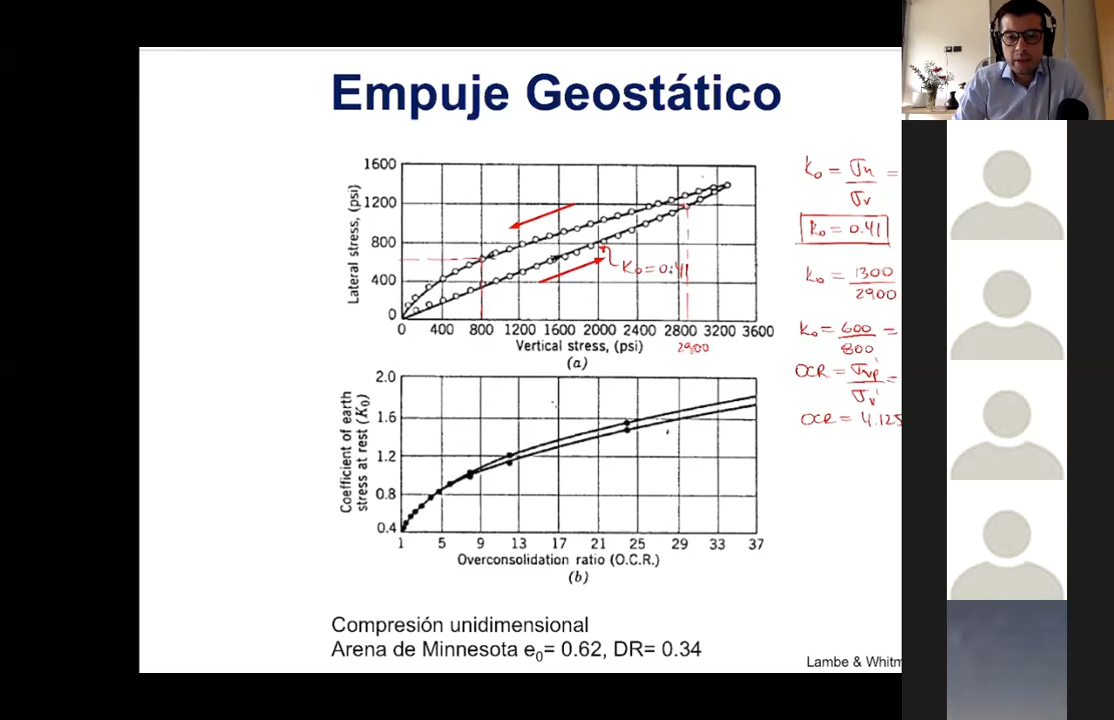 Empuje Geostático
1600
1200
800
400
0
Lateral stress, (psi)
K₀ = 0.41
0 400 800 1200 1600 2000 2400 2800 3200 3600
Vertical stress, (psi)
2900
(a)
2.0
1.6
1.2
0.8
0.4
Coefficient of earth
stress at rest (K₀)
1 5 9 13 17 21 25 29 33 37
Overconsolidation ratio (O.C.R.)
(b)
K₀ = σh / σv =
K₀ = 0.41
K₀ = 1300 / 2900
K₀ = 600 / 800 =
OCR = σvp' / σv' =
OCR = 4.125
Compresión unidimensional
Arena de Minnesota e₀= 0.62, DR= 0.34
Lambe & Whitm